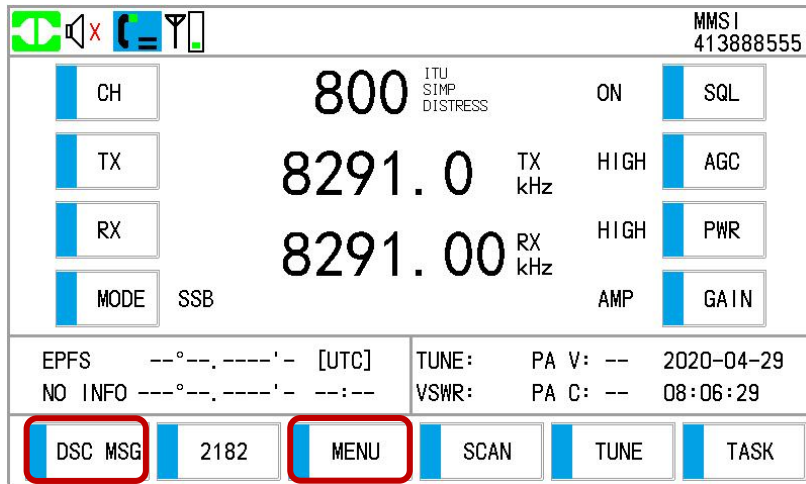 MMSI
413888555
CH 800 ITU SIMP DISTRESS ON SQL
TX 8291.0 TX kHz HIGH AGC
RX 8291.00 RX kHz HIGH PWR
MODE SSB AMP GAIN
EPFS --°--.----'- [UTC] TUNE: PA V: -- 2020-04-29
NO INFO ---°--.----'- --:-- VSWR: PA C: -- 08:06:29
DSC MSG 2182 MENU SCAN TUNE TASK